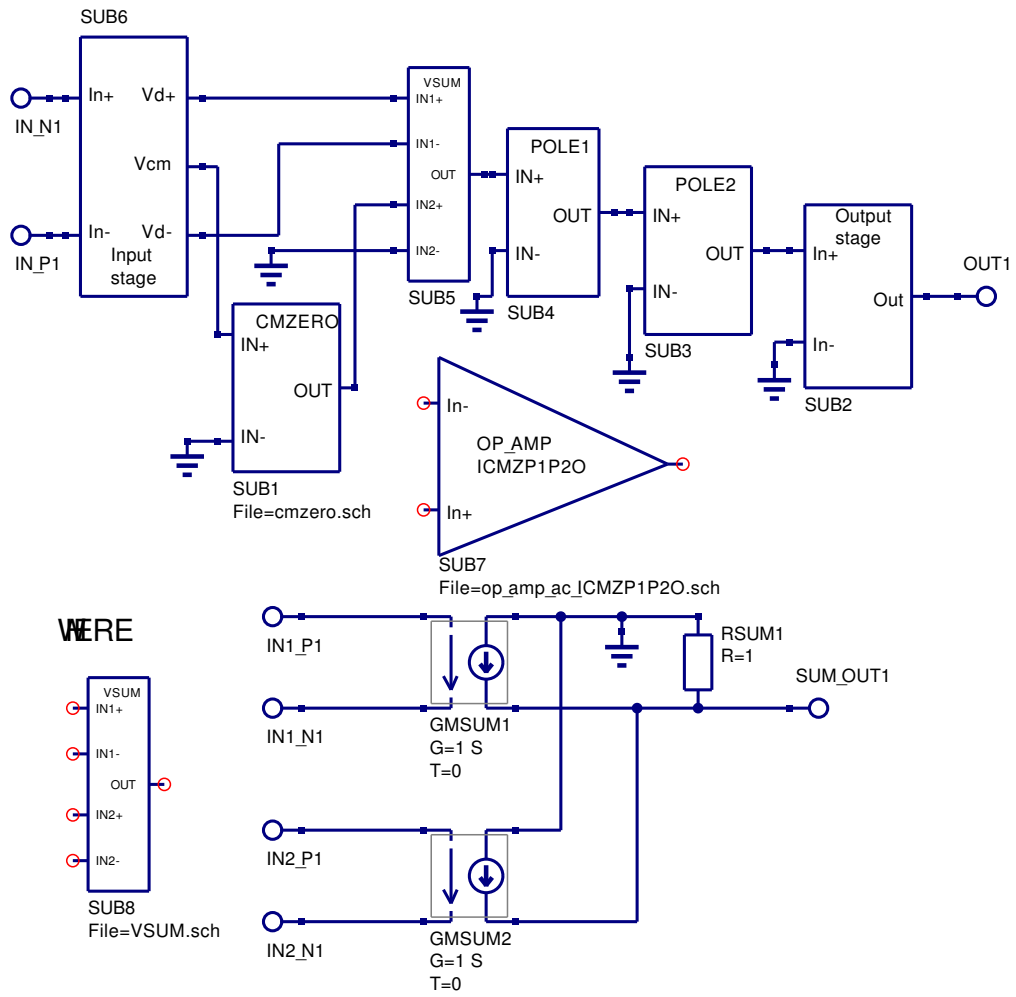 SUB6
In+
Vd+
IN_N1
Vcm
In-
Vd-
IN_P1
Input
stage
VSUM
IN1+
IN1-
OUT
IN2+
IN2-
SUB5
POLE1
IN+
OUT
IN-
SUB4
POLE2
IN+
OUT
IN-
SUB3
Output
stage
In+
Out
In-
SUB2
OUT1
CMZERO
IN+
OUT
IN-
SUB1
File=cmzero.sch
In-
OP_AMP
ICMZP1P2O
In+
SUB7
File=op_amp_ac_ICMZP1P2O.sch
VSUM
IN1+
IN1-
OUT
IN2+
IN2-
SUB8
File=VSUM.sch
IN1_P1
IN1_N1
GMSUM1
G=1 S
T=0
RSUM1
R=1
SUM_OUT1
IN2_P1
IN2_N1
GMSUM2
G=1 S
T=0